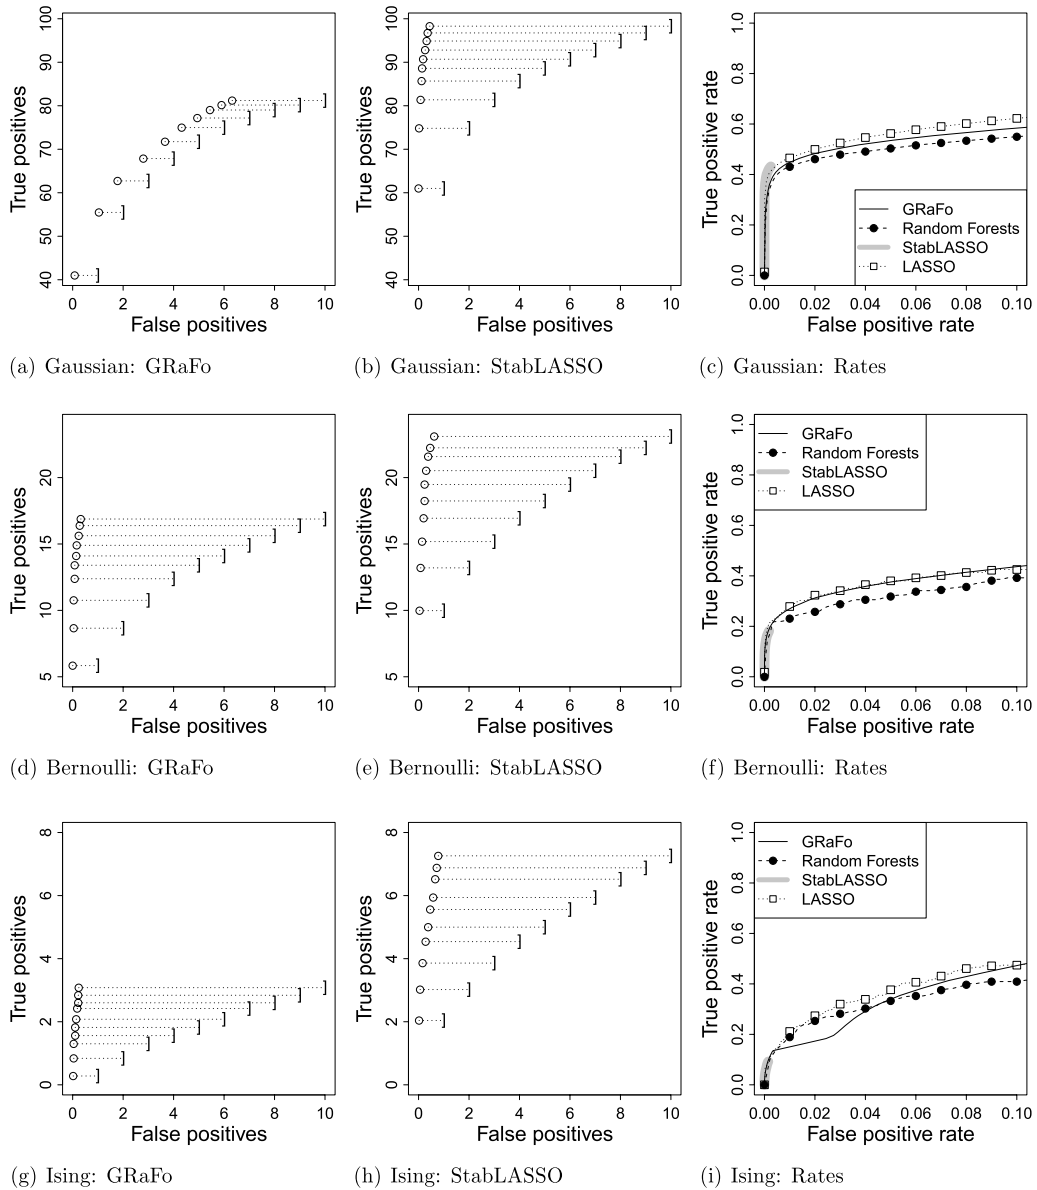 100
90
80
70
60
50
40
True positives
0 2 4 6 8 10
False positives
(a) Gaussian: GRaFo
100
90
80
70
60
50
40
True positives
0 2 4 6 8 10
False positives
(b) Gaussian: StabLASSO
1.0
0.8
0.6
0.4
0.2
0.0
True positive rate
GRaFo
Random Forests
StabLASSO
LASSO
0.00 0.02 0.04 0.06 0.08 0.10
False positive rate
(c) Gaussian: Rates
20
15
10
5
True positives
0 2 4 6 8 10
False positives
(d) Bernoulli: GRaFo
20
15
10
5
True positives
0 2 4 6 8 10
False positives
(e) Bernoulli: StabLASSO
1.0
0.8
0.6
0.4
0.2
0.0
True positive rate
GRaFo
Random Forests
StabLASSO
LASSO
0.00 0.02 0.04 0.06 0.08 0.10
False positive rate
(f) Bernoulli: Rates
8
6
4
2
0
True positives
0 2 4 6 8 10
False positives
(g) Ising: GRaFo
8
6
4
2
0
True positives
0 2 4 6 8 10
False positives
(h) Ising: StabLASSO
1.0
0.8
0.6
0.4
0.2
0.0
True positive rate
GRaFo
Random Forests
StabLASSO
LASSO
0.00 0.02 0.04 0.06 0.08 0.10
False positive rate
(i) Ising: Rates